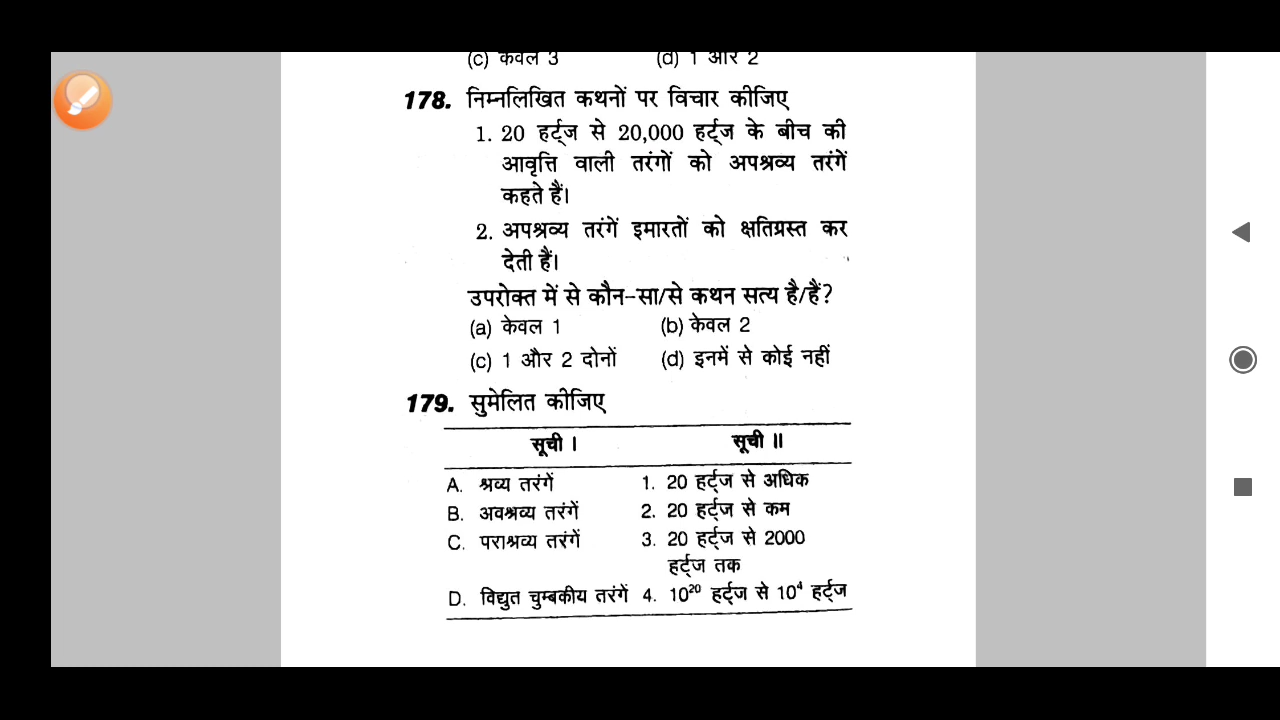 (c) केवल 3 (d) 1 और 2
178. निम्नलिखित कथनों पर विचार कीजिए
1. 20 हर्ट्ज से 20,000 हर्ट्ज के बीच की
आवृत्ति वाली तरंगों को अपश्रव्य तरंगें
कहते हैं।
2. अपश्रव्य तरंगें इमारतों को क्षतिग्रस्त कर
देती हैं।
उपरोक्त में से कौन-सा/से कथन सत्य है/हैं?
(a) केवल 1 (b) केवल 2
(c) 1 और 2 दोनों (d) इनमें से कोई नहीं
179. सुमेलित कीजिए
सूची I सूची II
A. श्रव्य तरंगें 1. 20 हर्ट्ज से अधिक
B. अवश्रव्य तरंगें 2. 20 हर्ट्ज से कम
C. पराश्रव्य तरंगें 3. 20 हर्ट्ज से 2000
हर्ट्ज तक
D. विद्युत चुम्बकीय तरंगें 4. 10²⁰ हर्ट्ज से 10⁴ हर्ट्ज